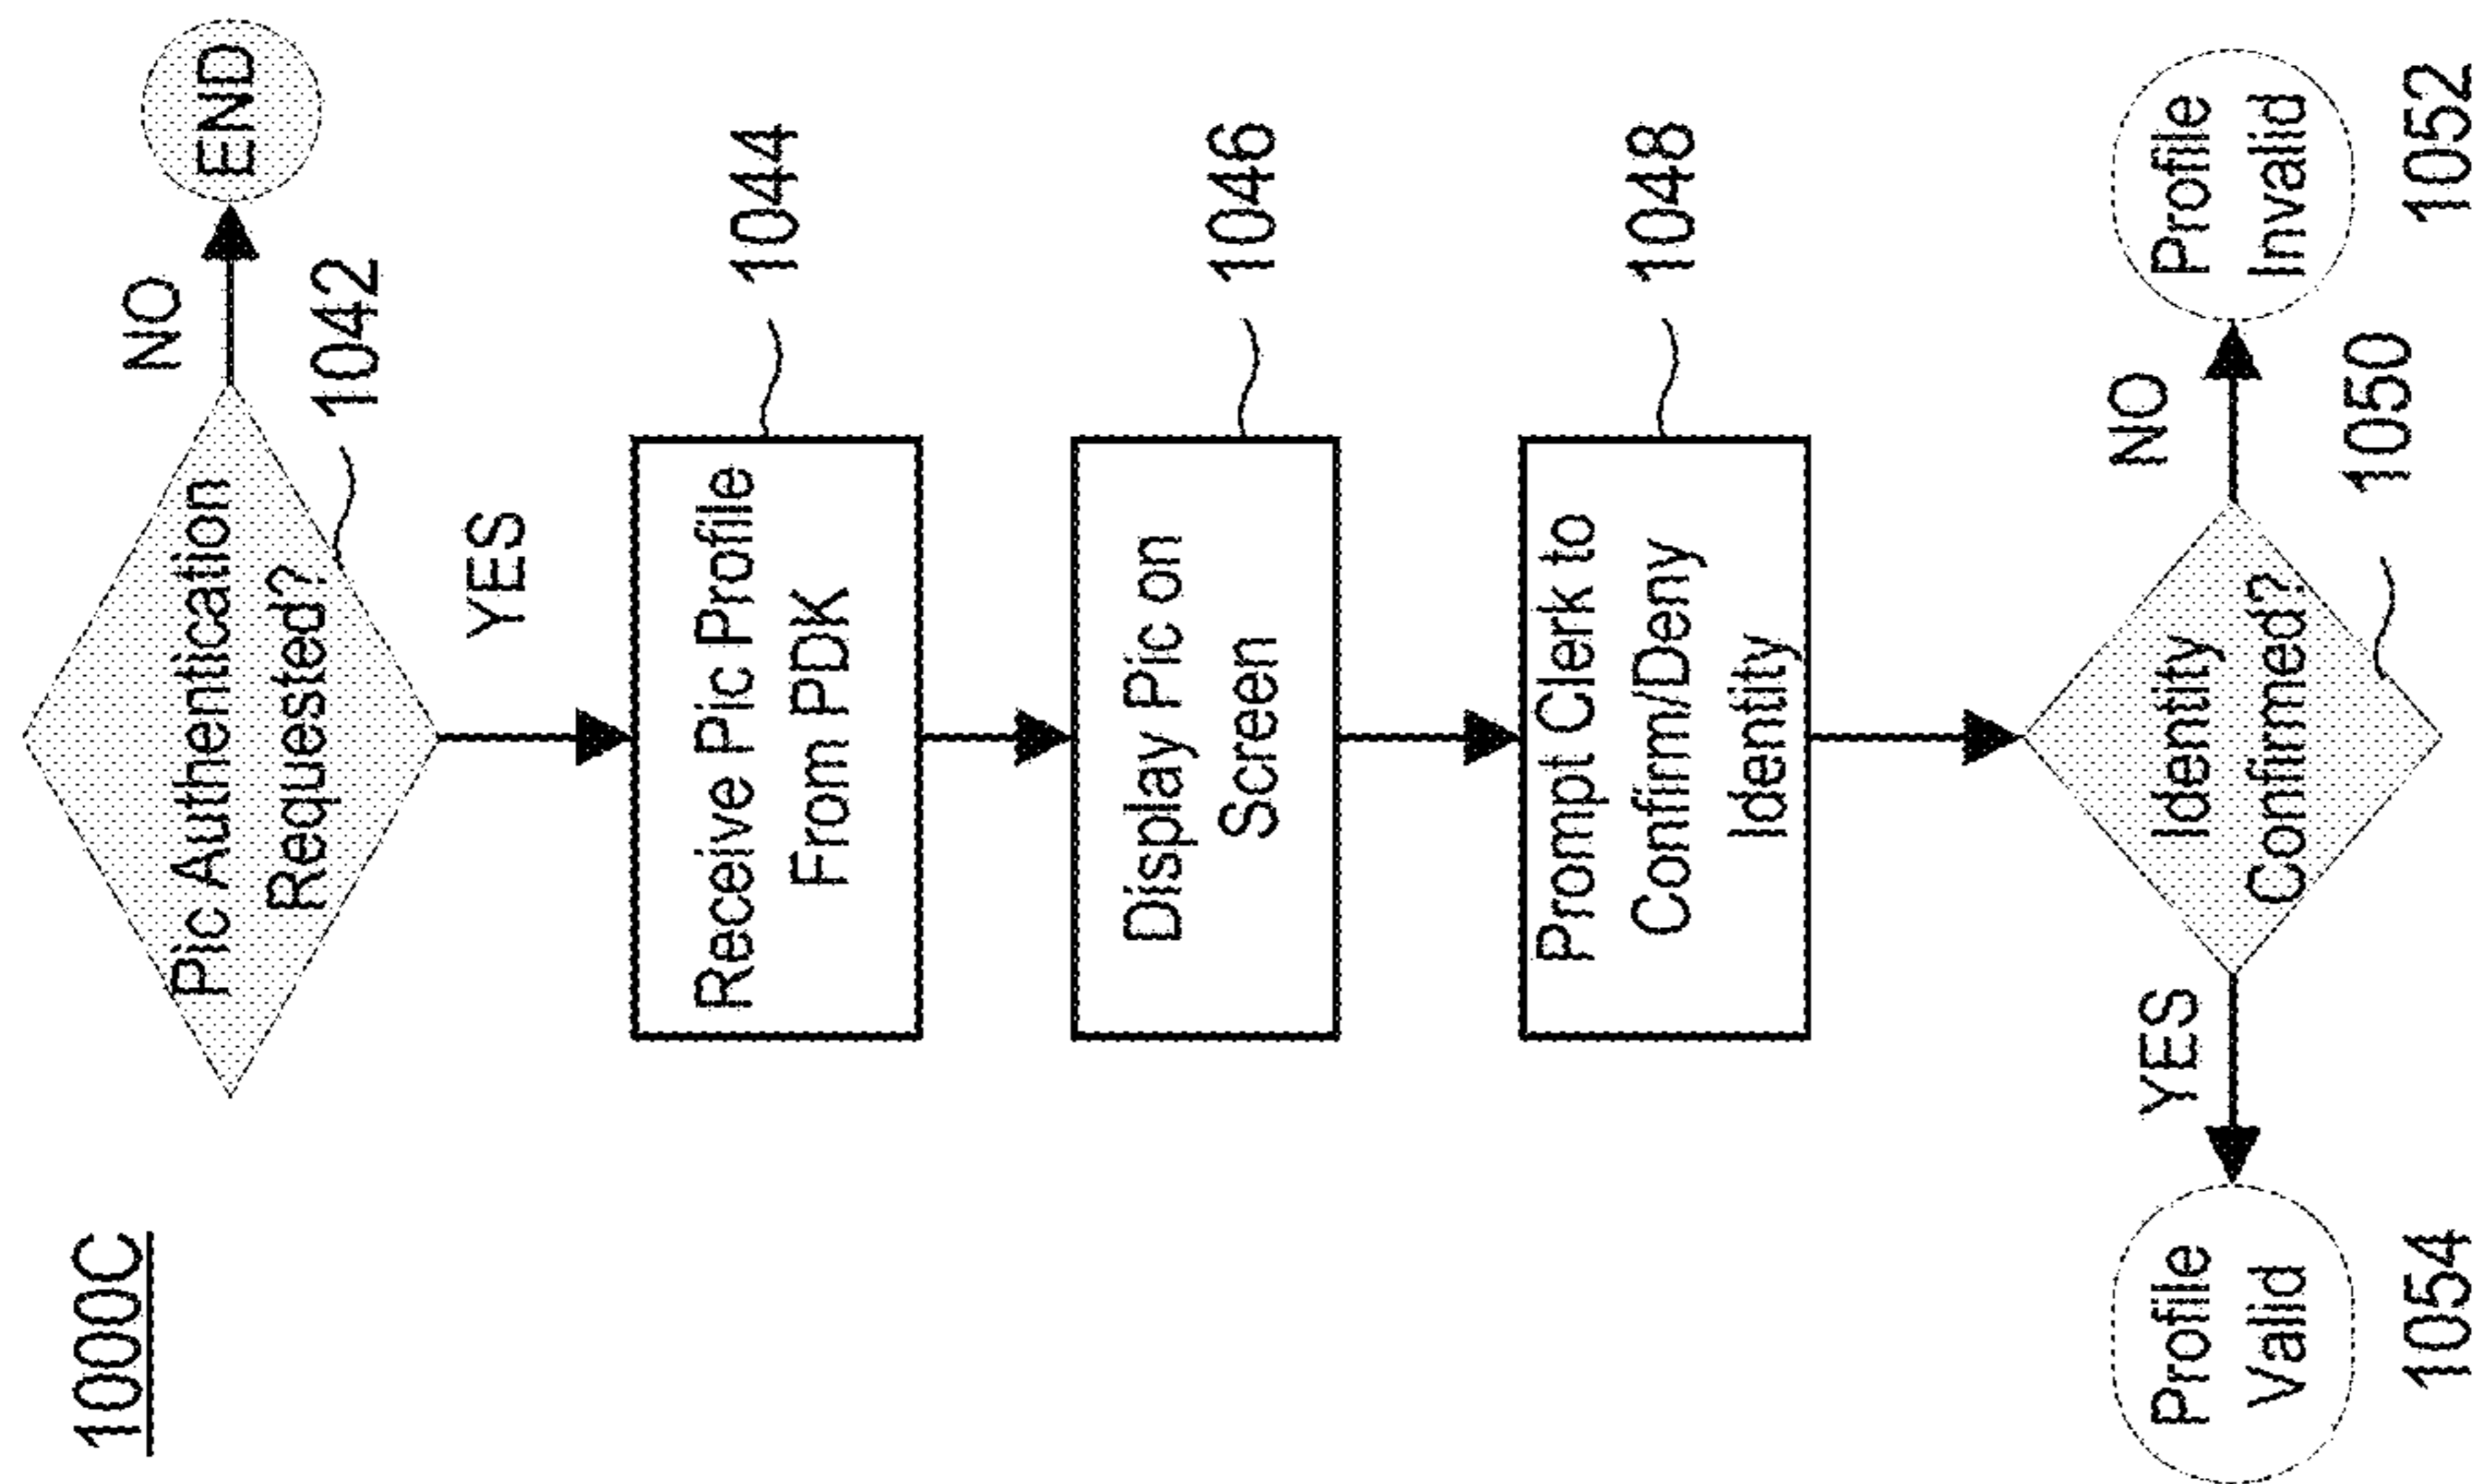 1000C
Pic Authentication
Requested?
NO
END
1042
YES
Receive Pic Profile
From PDK
1044
Display Pic on
Screen
1046
Prompt Clerk to
Confirm/Deny
Identity
1048
Identity
Confirmed?
1050
YES
NO
Profile
Valid
1054
Profile
Invalid
1052